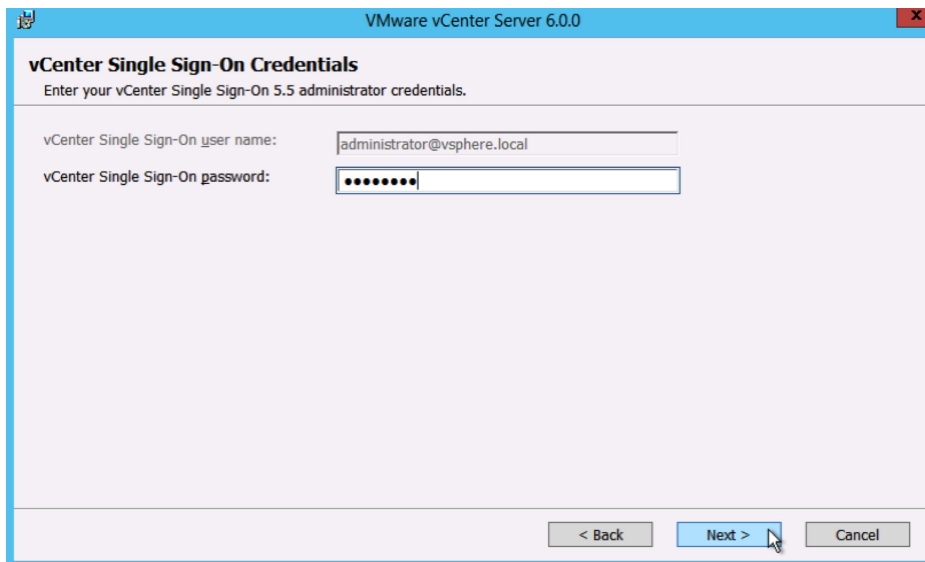 VMware vCenter Server 6.0.0
x
vCenter Single Sign-On Credentials
Enter your vCenter Single Sign-On 5.5 administrator credentials.
vCenter Single Sign-On user name:
administrator@vsphere.local
vCenter Single Sign-On password:
●●●●●●●●
< Back
Next >
Cancel